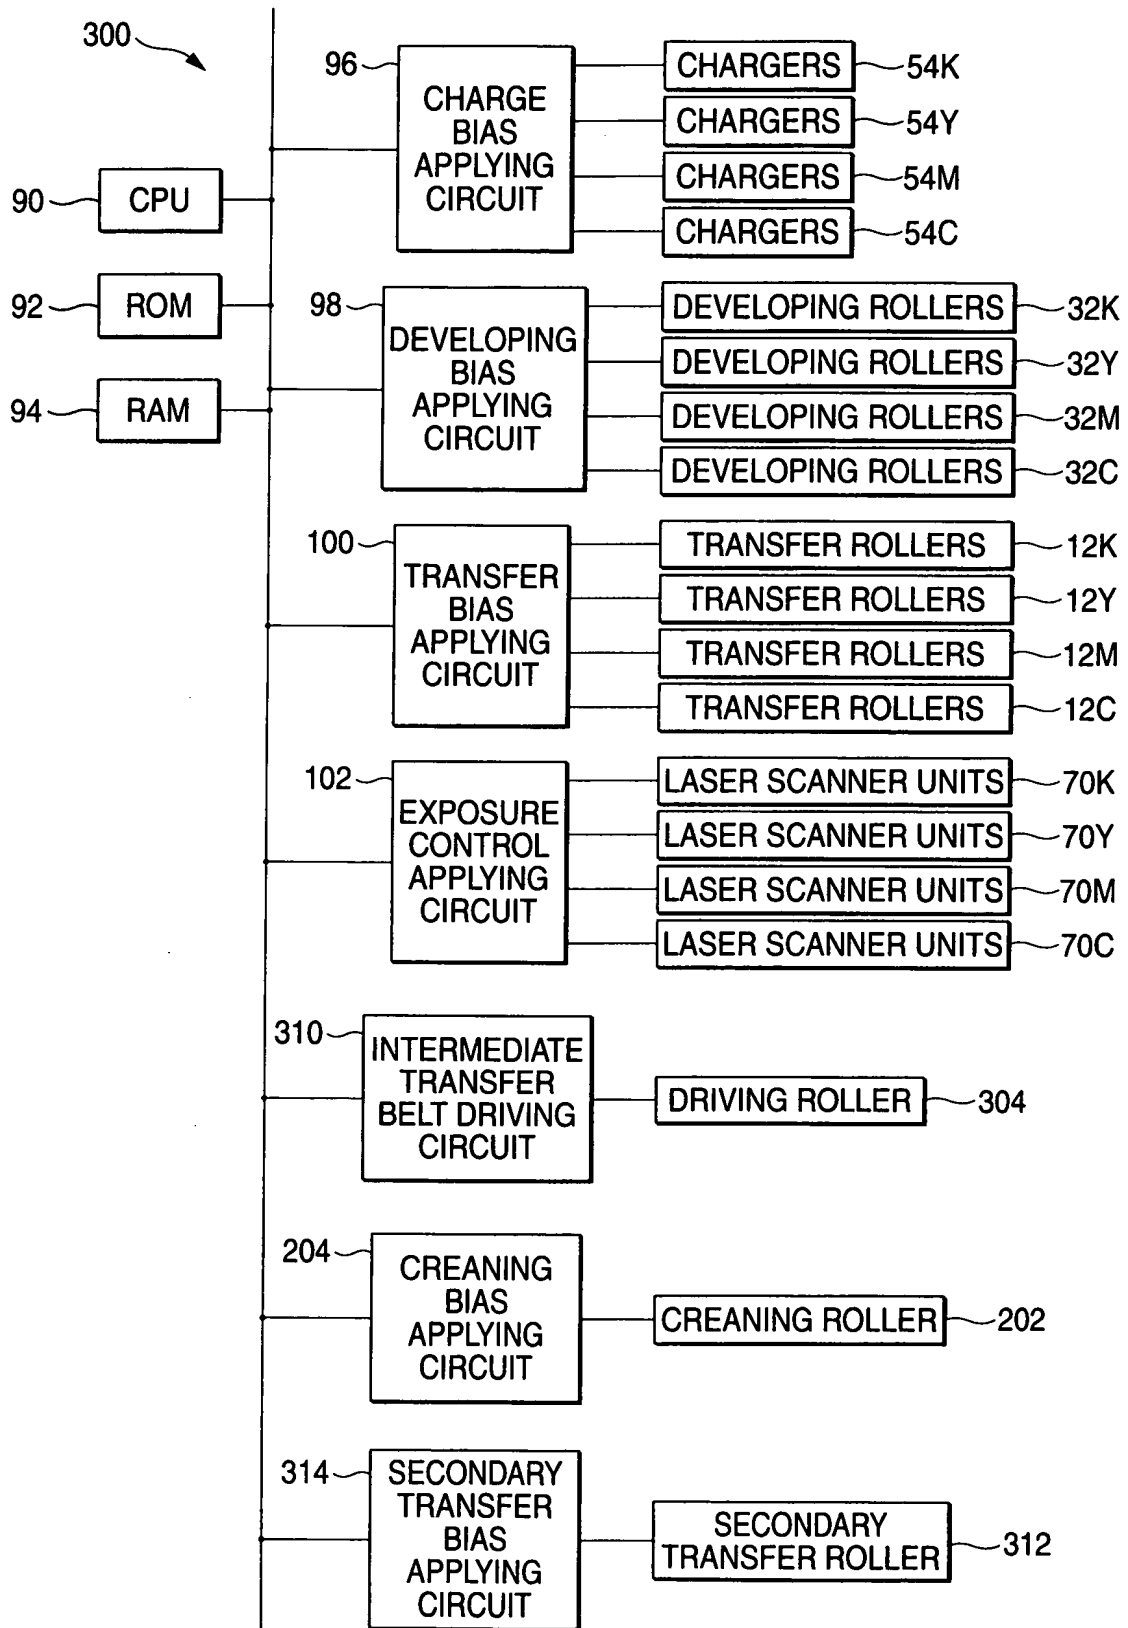 300
96
CHARGE
BIAS
APPLYING
CIRCUIT
CHARGERS
54K
CHARGERS
54Y
CHARGERS
54M
CHARGERS
54C
90
CPU
92
ROM
94
RAM
98
DEVELOPING
BIAS
APPLYING
CIRCUIT
DEVELOPING ROLLERS
32K
DEVELOPING ROLLERS
32Y
DEVELOPING ROLLERS
32M
DEVELOPING ROLLERS
32C
100
TRANSFER
BIAS
APPLYING
CIRCUIT
TRANSFER ROLLERS
12K
TRANSFER ROLLERS
12Y
TRANSFER ROLLERS
12M
TRANSFER ROLLERS
12C
102
EXPOSURE
CONTROL
APPLYING
CIRCUIT
LASER SCANNER UNITS
70K
LASER SCANNER UNITS
70Y
LASER SCANNER UNITS
70M
LASER SCANNER UNITS
70C
310
INTERMEDIATE
TRANSFER
BELT DRIVING
CIRCUIT
DRIVING ROLLER
304
204
CREANING
BIAS
APPLYING
CIRCUIT
CREANING ROLLER
202
314
SECONDARY
TRANSFER
BIAS
APPLYING
CIRCUIT
SECONDARY
TRANSFER ROLLER
312